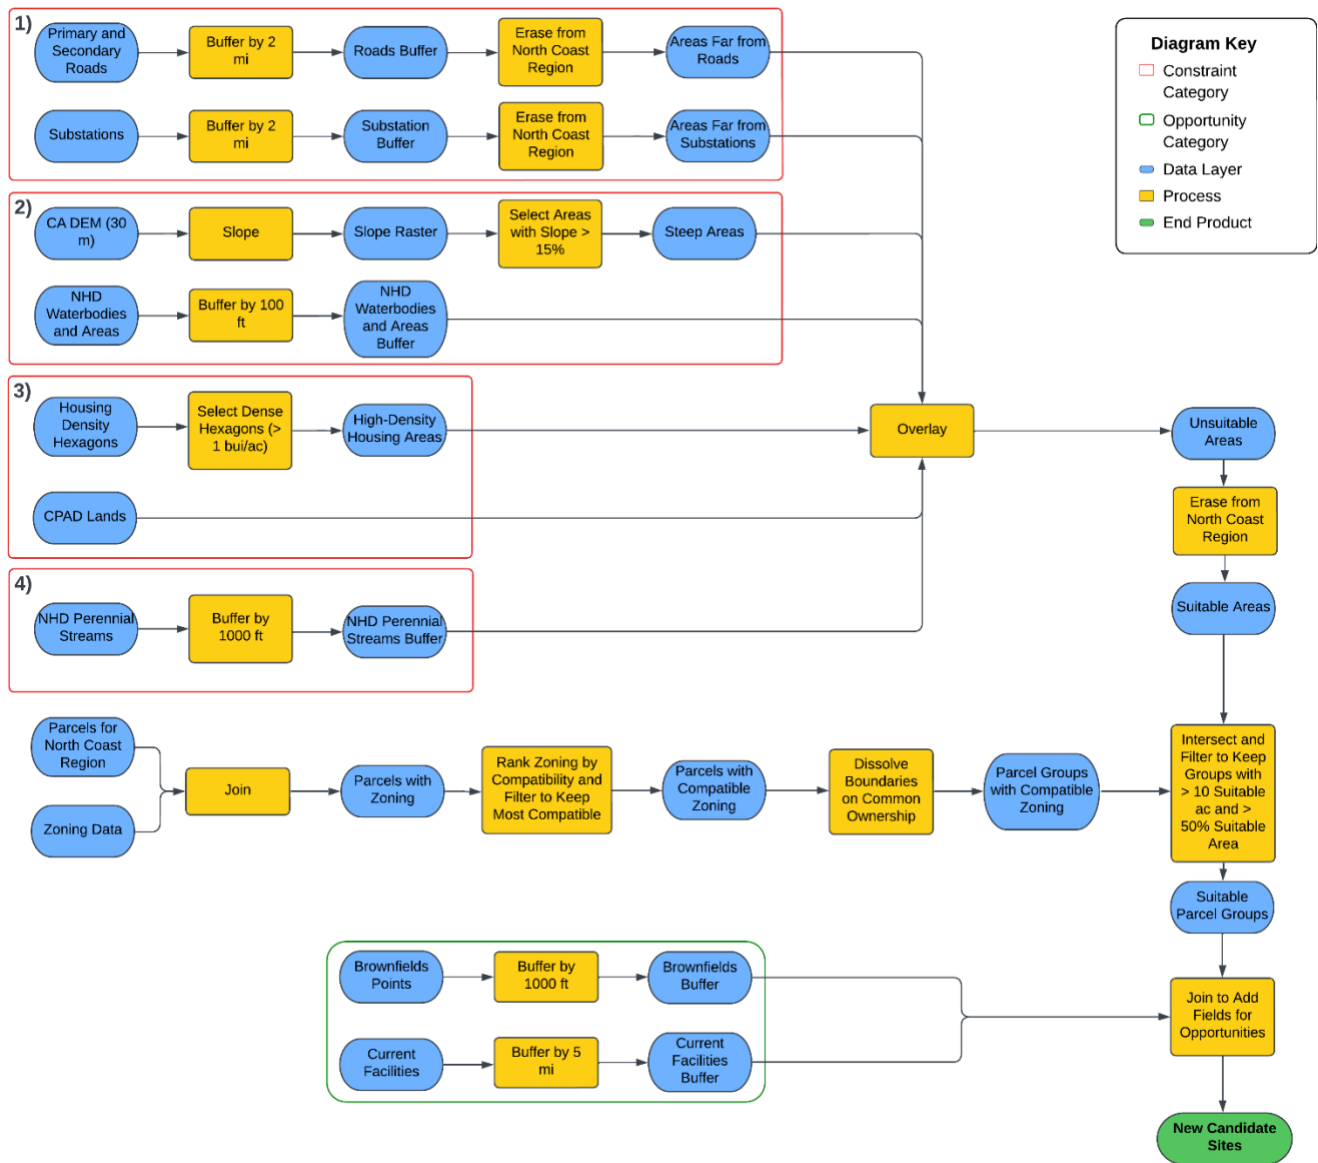 1)
Primary and
Secondary
Roads
Buffer by 2
mi
Roads Buffer
Erase from
North Coast
Region
Areas Far from
Roads
Substations
Buffer by 2
mi
Substation
Buffer
Erase from
North Coast
Region
Areas Far from
Substations
Diagram Key
Constraint
Category
Opportunity
Category
Data Layer
Process
End Product
2)
CA DEM (30
m)
Slope
Slope Raster
Select Areas
with Slope >
15%
Steep Areas
NHD
Waterbodies
and Areas
Buffer by 100
ft
NHD
Waterbodies
and Areas
Buffer
3)
Housing
Density
Hexagons
Select Dense
Hexagons (>
1 bui/ac)
High-Density
Housing Areas
CPAD Lands
Overlay
Unsuitable
Areas
Erase from
North Coast
Region
Suitable Areas
4)
NHD Perennial
Streams
Buffer by
1000 ft
NHD Perennial
Streams Buffer
Parcels for
North Coast
Region
Zoning Data
Join
Parcels with
Zoning
Rank Zoning by
Compatibility and
Filter to Keep
Most Compatible
Parcels with
Compatible
Zoning
Dissolve
Boundaries
on Common
Ownership
Parcel Groups
with Compatible
Zoning
Intersect and
Filter to Keep
Groups with
> 10 Suitable
ac and >
50% Suitable
Area
Suitable
Parcel Groups
Brownfields
Points
Buffer by
1000 ft
Brownfields
Buffer
Current
Facilities
Buffer by 5
mi
Current
Facilities
Buffer
Join to Add
Fields for
Opportunities
New Candidate
Sites